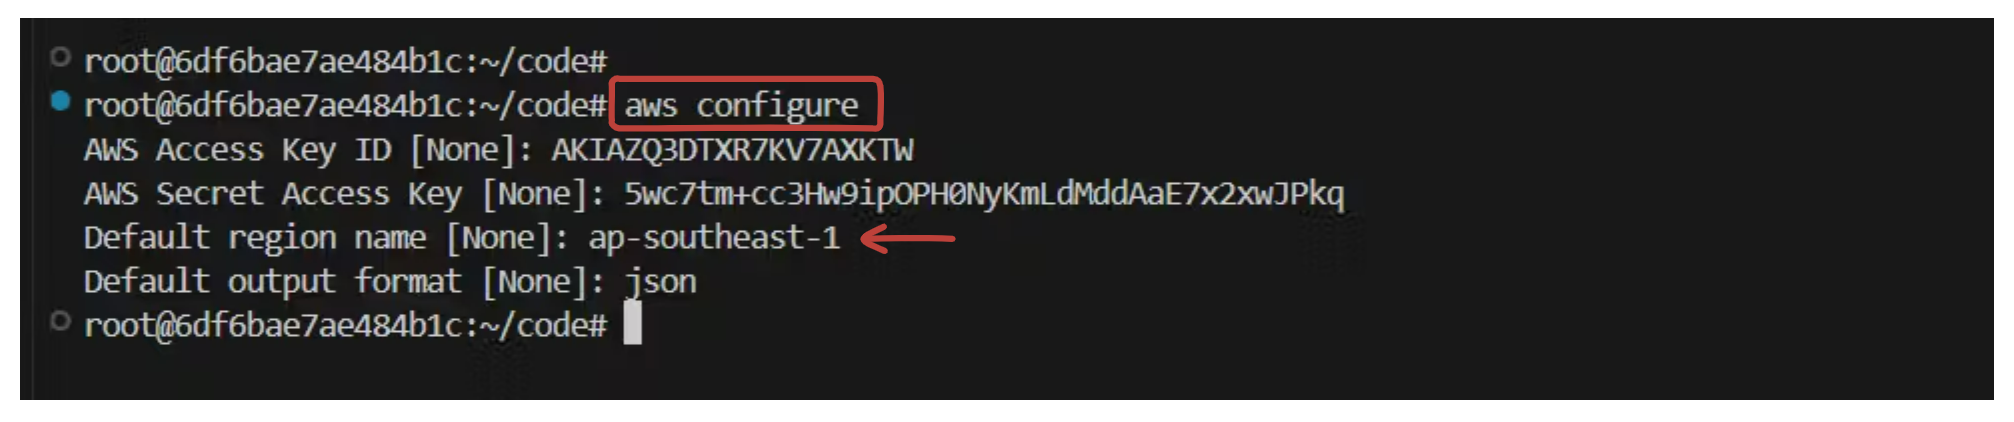 root@6df6bae7ae484b1c:~/code#
root@6df6bae7ae484b1c:~/code# aws configure
AWS Access Key ID [None]: AKIAZQ3DTXR7KV7AXKTW
AWS Secret Access Key [None]: 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
Default region name [None]: ap-southeast-1
Default output format [None]: json
root@6df6bae7ae484b1c:~/code#